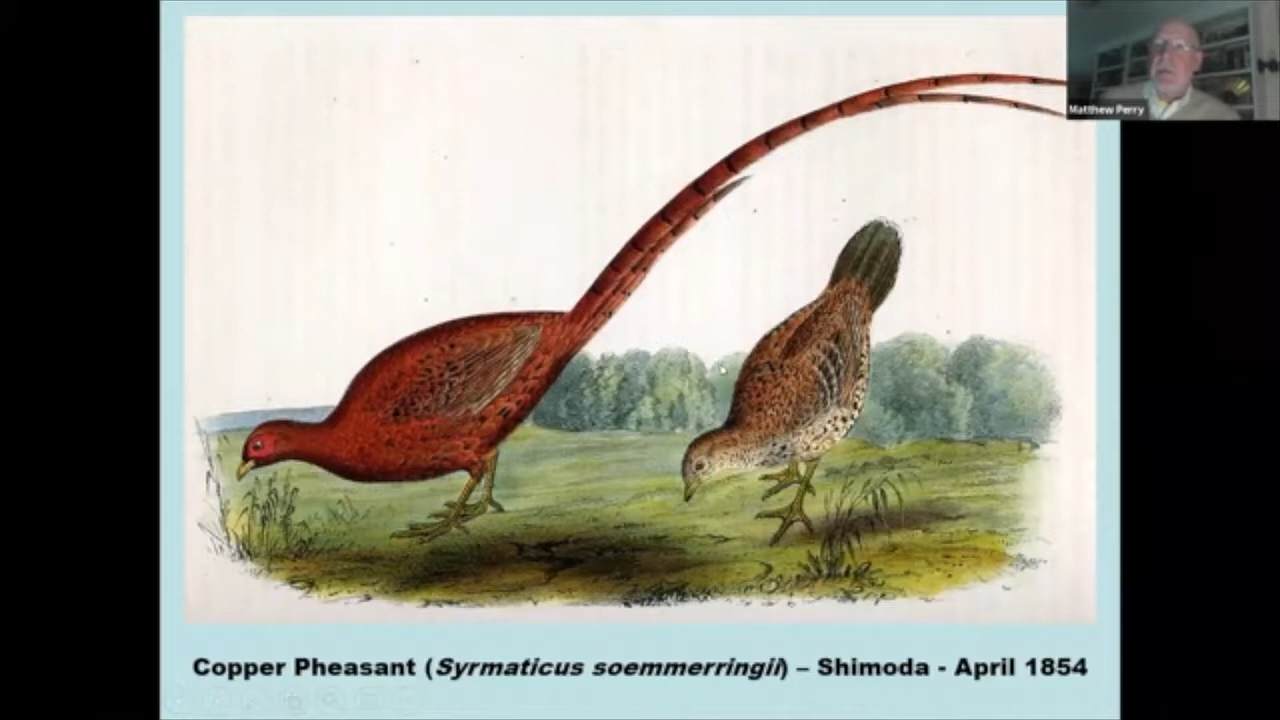 Matthew Perry
Copper Pheasant (Syrmaticus soemmerringii) – Shimoda - April 1854